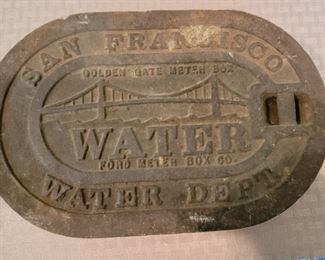 SAN FRANCISCO
GOLDEN GATE METER BOX
WATER
FORD METER BOX CO.
WATER DEPT.